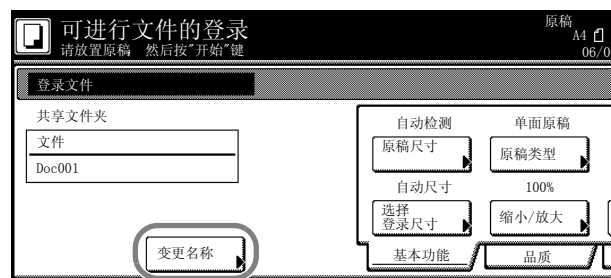 可进行文件的登录
请放置原稿 然后按"开始"键
原稿
A4
06/0
登录文件
共享文件夹
文件
Doc001
变更名称
自动检测
原稿尺寸
单面原稿
原稿类型
自动尺寸
选择
登录尺寸
100%
缩小/放大
基本功能
品质